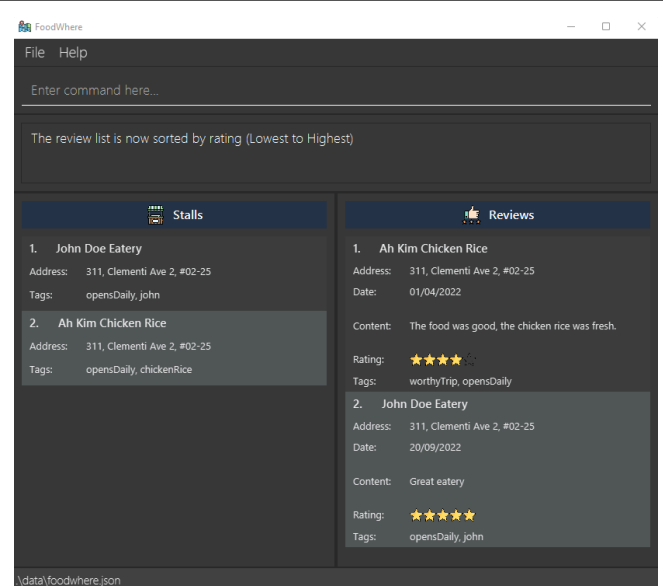 FoodWhere
File Help
Enter command here...
The review list is now sorted by rating (Lowest to Highest)
Stalls
1. John Doe Eatery
Address: 311, Clementi Ave 2, #02-25
Tags: opensDaily, john
2. Ah Kim Chicken Rice
Address: 311, Clementi Ave 2, #02-25
Tags: opensDaily, chickenRice
Reviews
1. Ah Kim Chicken Rice
Address: 311, Clementi Ave 2, #02-25
Date: 01/04/2022
Content: The food was good, the chicken rice was fresh.
Rating:
Tags: worthyTrip, opensDaily
2. John Doe Eatery
Address: 311, Clementi Ave 2, #02-25
Date: 20/09/2022
Content: Great eatery
Rating:
Tags: opensDaily, john
.\data\foodwhere.json